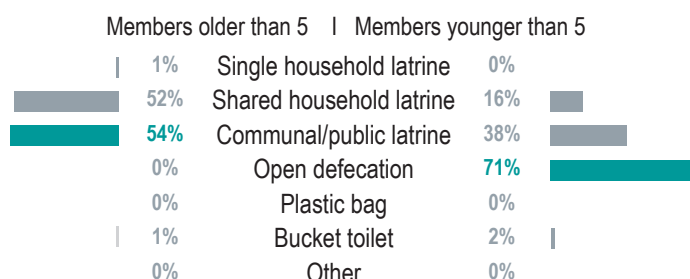 Members older than 5 I Members younger than 5
1% Single household latrine 0%
52% Shared household latrine 16%
54% Communal/public latrine 38%
0% Open defecation 71%
0% Plastic bag 0%
1% Bucket toilet 2%
0% Other 0%